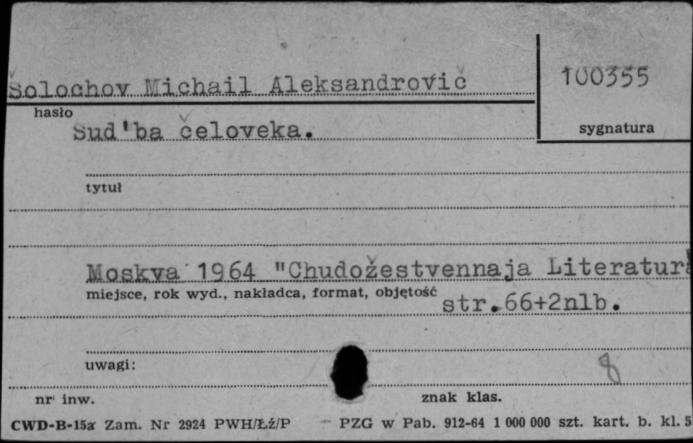 Šolochov Michail Aleksandrovič
100355
hasło
Sud'ba čeloveka.
sygnatura
tytuł
Moskva 1964 "Chudožestvennaja Literatura
miejsce, rok wyd., nakładca, format, objętość
str.66+2nlb.
uwagi:
8
nr inw.
znak klas.
CWD-B-15a Zam. Nr 2924 PWH/Łź/P PZG w Pab. 912-64 1 000 000 szt. kart. b. kl. 5